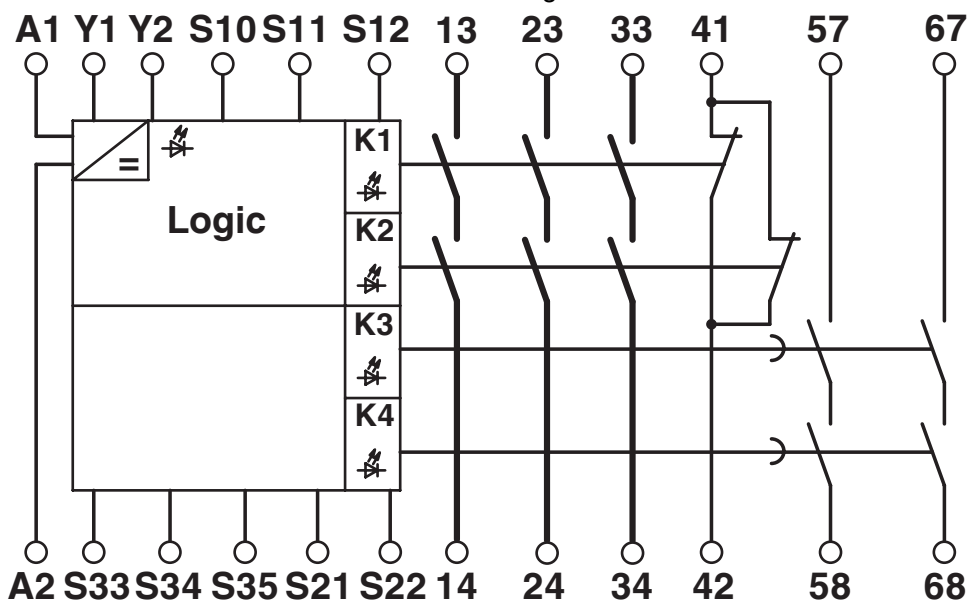 A1 Y1 Y2 S10 S11 S12 13 23 33 41 57 67
K1
=
Logic
K2
K3
K4
A2 S33 S34 S35 S21 S22 14 24 34 42 58 68